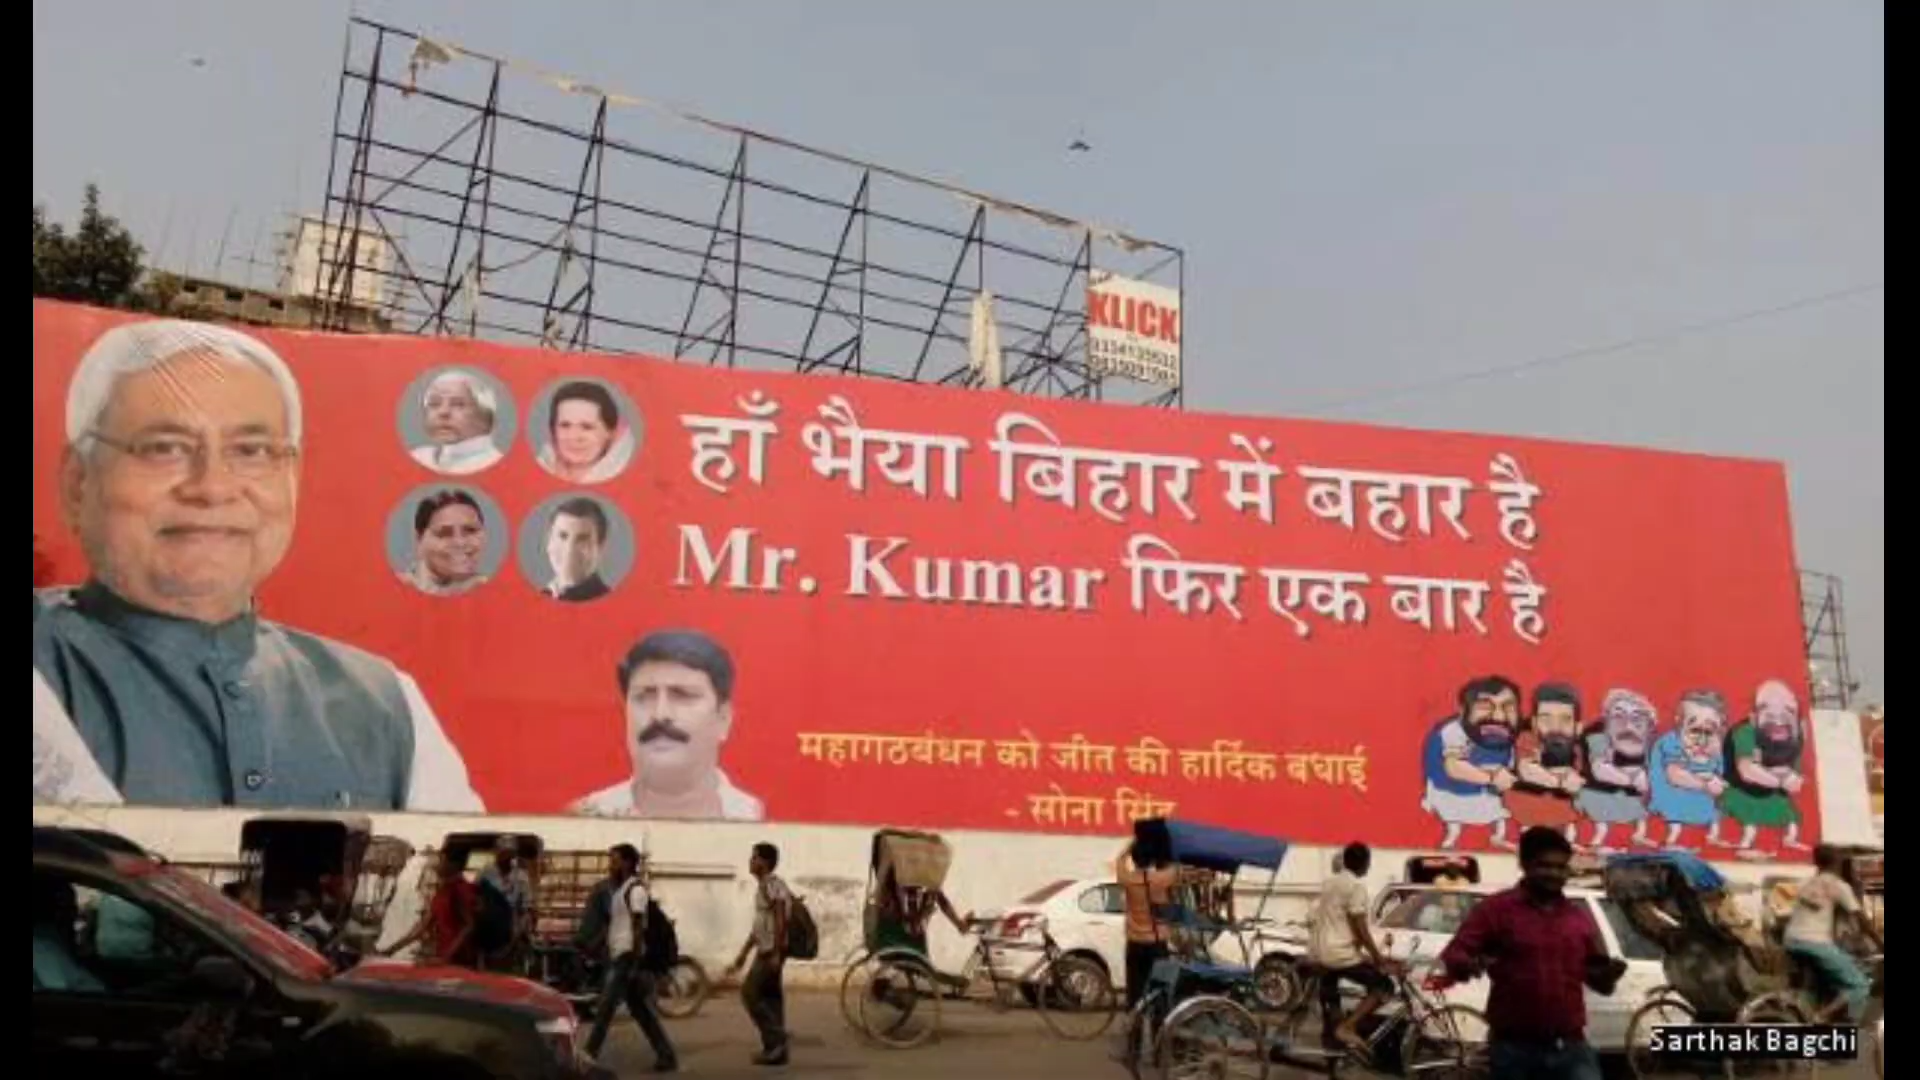 KLICK
हाँ भैया बिहार में बहार है
Mr. Kumar फिर एक बार है
महागठबंधन को जीत की हार्दिक बधाई
- सोना सिंह
Sarthak Bagchi